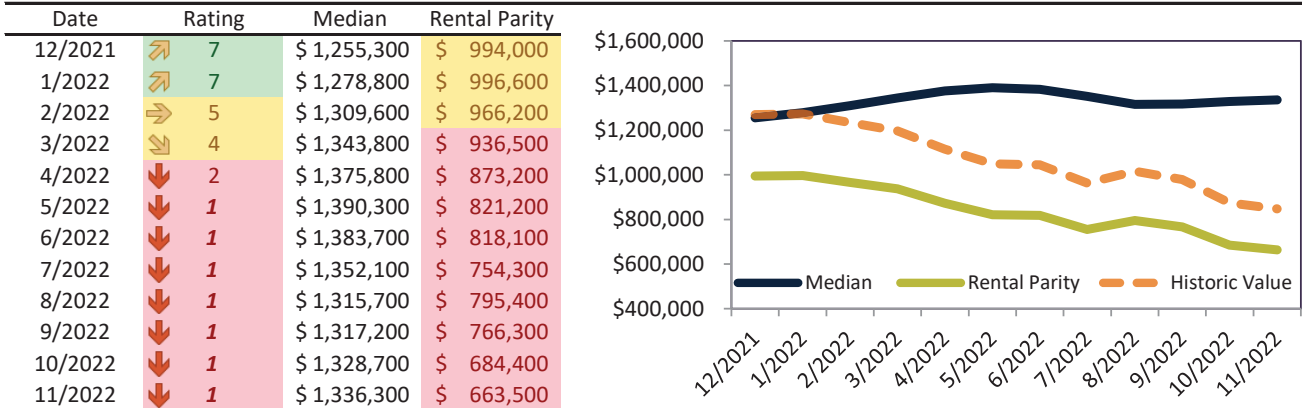 Date Rating Median Rental Parity
12/2021 7 $ 1,255,300 $ 994,000
1/2022 7 $ 1,278,800 $ 996,600
2/2022 5 $ 1,309,600 $ 966,200
3/2022 4 $ 1,343,800 $ 936,500
4/2022 2 $ 1,375,800 $ 873,200
5/2022 1 $ 1,390,300 $ 821,200
6/2022 1 $ 1,383,700 $ 818,100
7/2022 1 $ 1,352,100 $ 754,300
8/2022 1 $ 1,315,700 $ 795,400
9/2022 1 $ 1,317,200 $ 766,300
10/2022 1 $ 1,328,700 $ 684,400
11/2022 1 $ 1,336,300 $ 663,500
$1,600,000
$1,400,000
$1,200,000
$1,000,000
$800,000
$600,000
$400,000
Median Rental Parity Historic Value
12/2021 1/2022 2/2022 3/2022 4/2022 5/2022 6/2022 7/2022 8/2022 9/2022 10/2022 11/2022